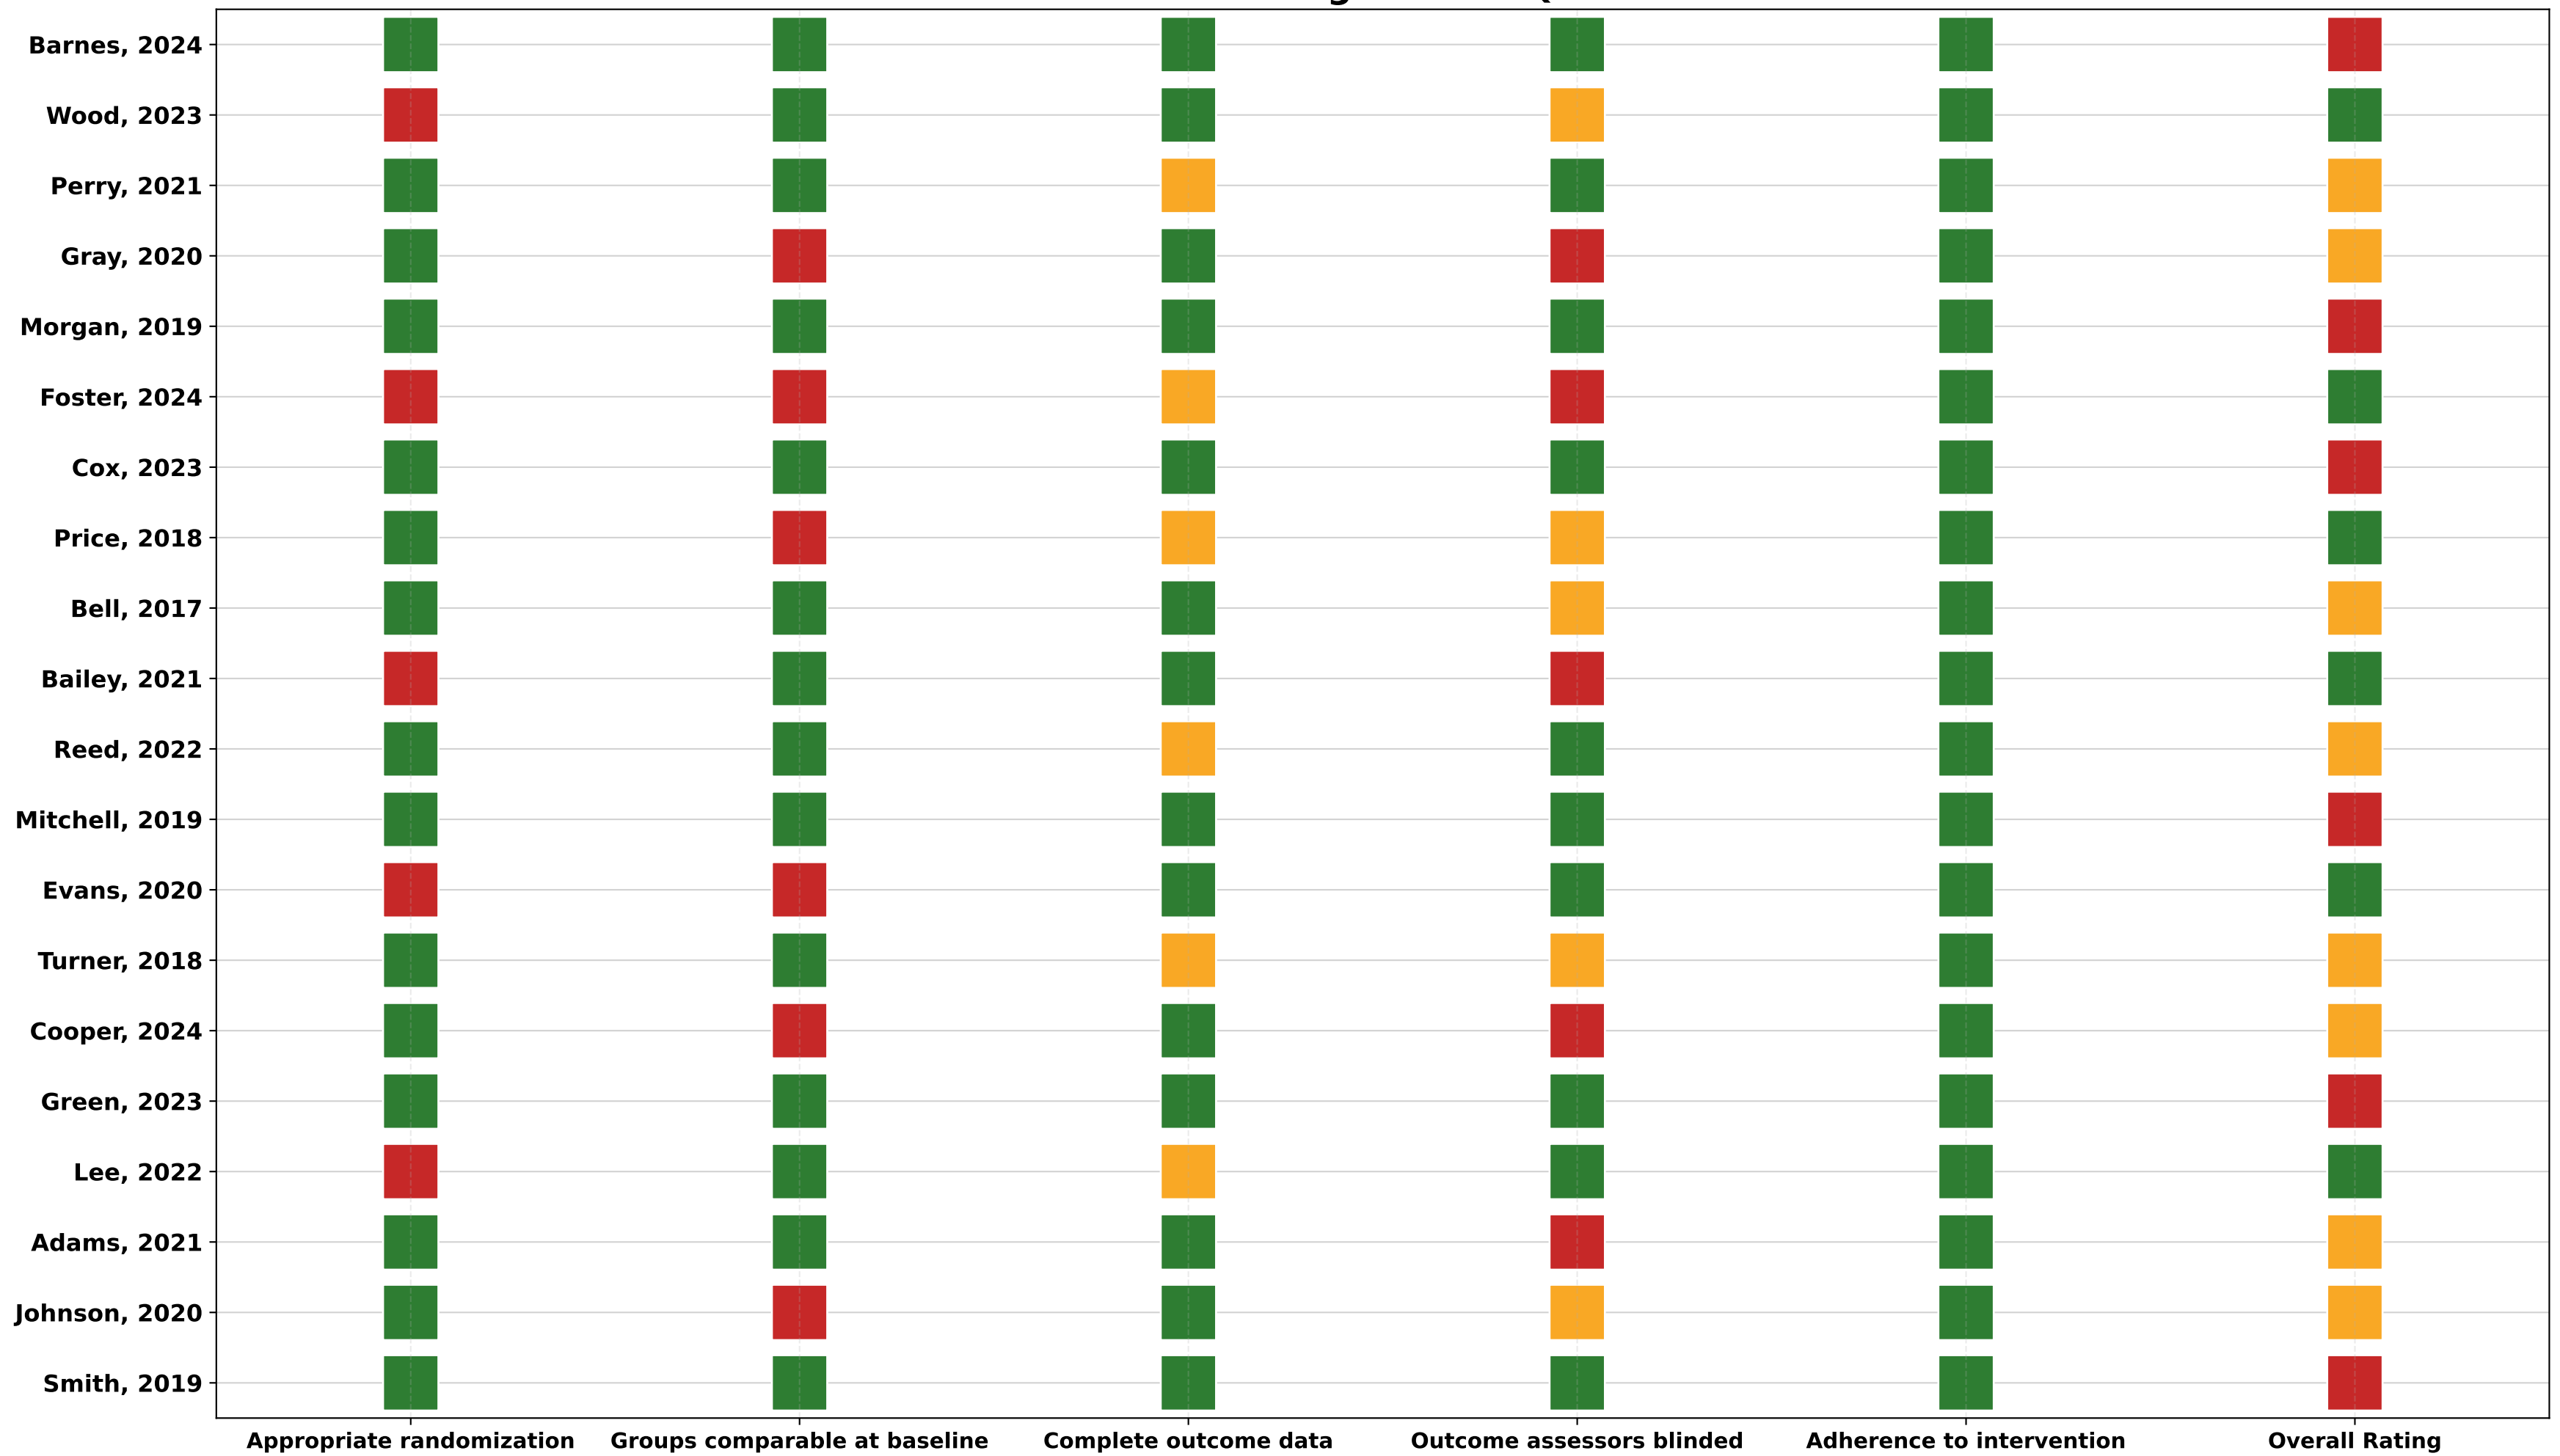 Barnes, 2024
Wood, 2023
Perry, 2021
Gray, 2020
Morgan, 2019
Foster, 2024
Cox, 2023
Price, 2018
Bell, 2017
Bailey, 2021
Reed, 2022
Mitchell, 2019
Evans, 2020
Turner, 2018
Cooper, 2024
Green, 2023
Lee, 2022
Adams, 2021
Johnson, 2020
Smith, 2019
Appropriate randomization Groups comparable at baseline Complete outcome data Outcome assessors blinded Adherence to intervention Overall Rating